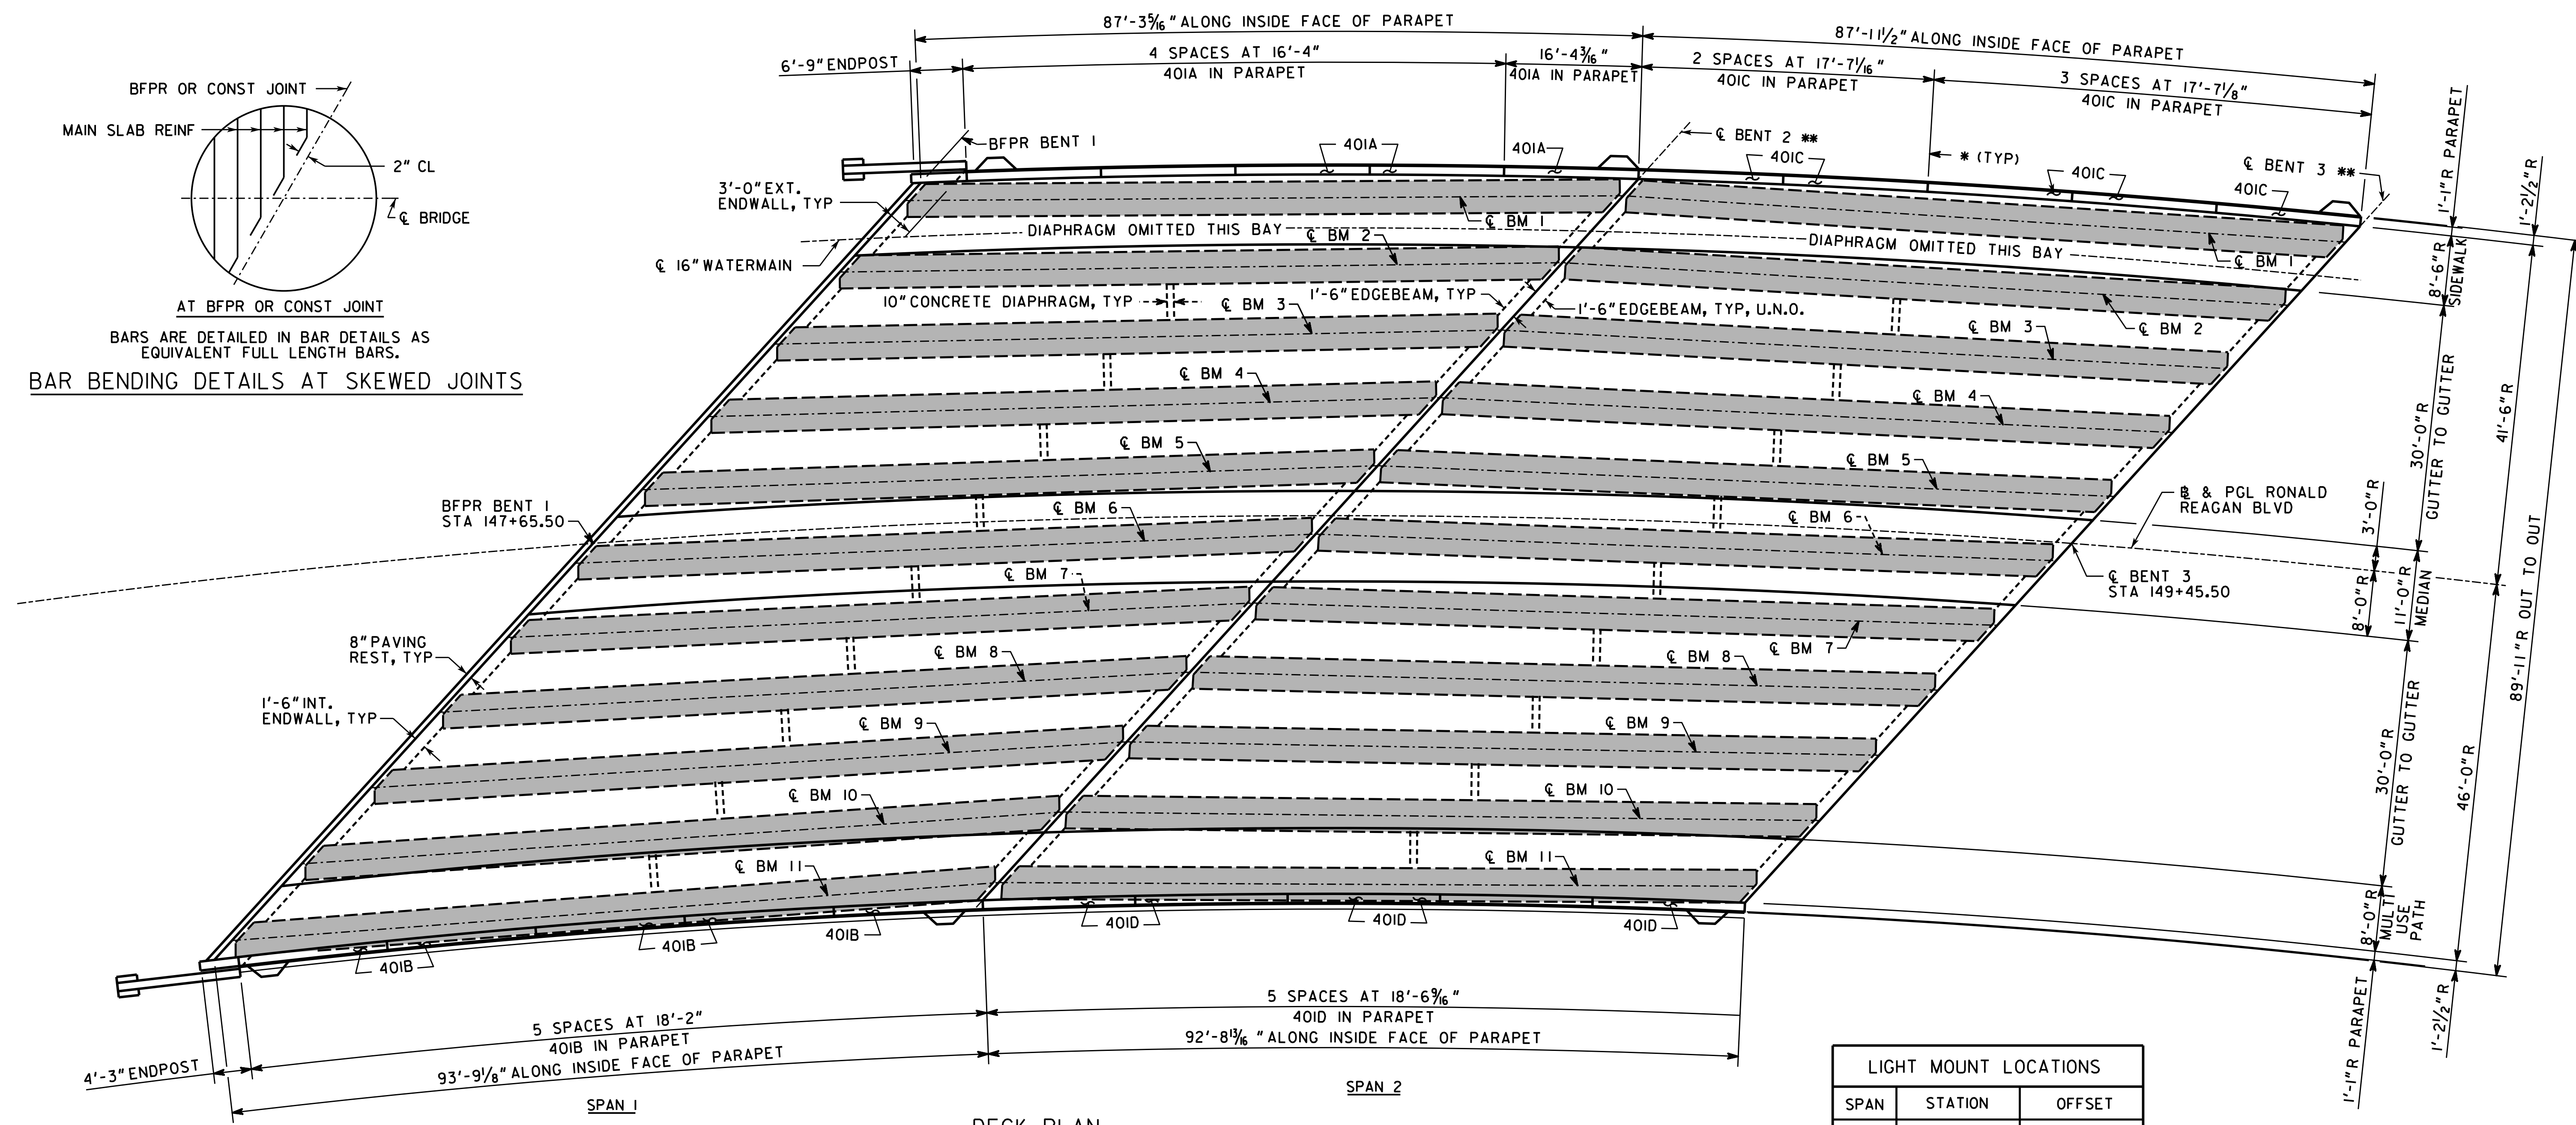 87'-3 5/16" ALONG INSIDE FACE OF PARAPET
87'-11 1/2" ALONG INSIDE FACE OF PARAPET
6'-9" ENDPOST
4 SPACES AT 16'-4"
401A IN PARAPET
16'-4 3/16"
401A IN PARAPET
2 SPACES AT 17'-7 1/16"
401C IN PARAPET
3 SPACES AT 17'-7 1/8"
401C IN PARAPET
BFPR OR CONST JOINT
MAIN SLAB REINF
2" CL
℄ BRIDGE
AT BFPR OR CONST JOINT
BARS ARE DETAILED IN BAR DETAILS AS
EQUIVALENT FULL LENGTH BARS.
BAR BENDING DETAILS AT SKEWED JOINTS
BFPR BENT 1
401A
401A
℄ BENT 2 **
401C
* (TYP)
401C
℄ BENT 3 **
401C
1'-1"R PARAPET
1'-2 1/2"R
3'-0" EXT.
ENDWALL, TYP
℄ BM 1
DIAPHRAGM OMITTED THIS BAY
℄ BM 2
DIAPHRAGM OMITTED THIS BAY
℄ BM 1
℄ 16" WATERMAIN
8'-6"R
SIDEWALK
10" CONCRETE DIAPHRAGM, TYP
℄ BM 3
1'-6" EDGEBEAM, TYP
1'-6" EDGEBEAM, TYP, U.N.O.
℄ BM 3
℄ BM 2
℄ BM 4
℄ BM 4
30'-0"R
GUTTER TO GUTTER
41'-6"R
℄ BM 5
℄ BM 5
BFPR BENT 1
STA 147+65.50
℄ BM 6
℄ BM 6
℄ & PGL RONALD
REAGAN BLVD
3'-0"R
℄ BM 7
℄ BENT 3
STA 149+45.50
8'-0"R
11'-0"R
MEDIAN
89'-11"R OUT TO OUT
8" PAVING
REST, TYP
℄ BM 8
℄ BM 8
℄ BM 7
1'-6" INT.
ENDWALL, TYP
℄ BM 9
℄ BM 9
30'-0"R
GUTTER TO GUTTER
46'-0"R
℄ BM 10
℄ BM 10
℄ BM 11
℄ BM 11
8'-0"R
MULTI
USE
PATH
401B
401B
401B
401D
401D
401D
1'-1"R PARAPET
1'-2 1/2"R
4'-3" ENDPOST
5 SPACES AT 18'-2"
401B IN PARAPET
93'-9 1/8" ALONG INSIDE FACE OF PARAPET
5 SPACES AT 18'-6 9/16"
401D IN PARAPET
92'-8 13/16" ALONG INSIDE FACE OF PARAPET
SPAN 1
SPAN 2
DECK PLAN
LIGHT MOUNT LOCATIONS
SPAN STATION OFFSET